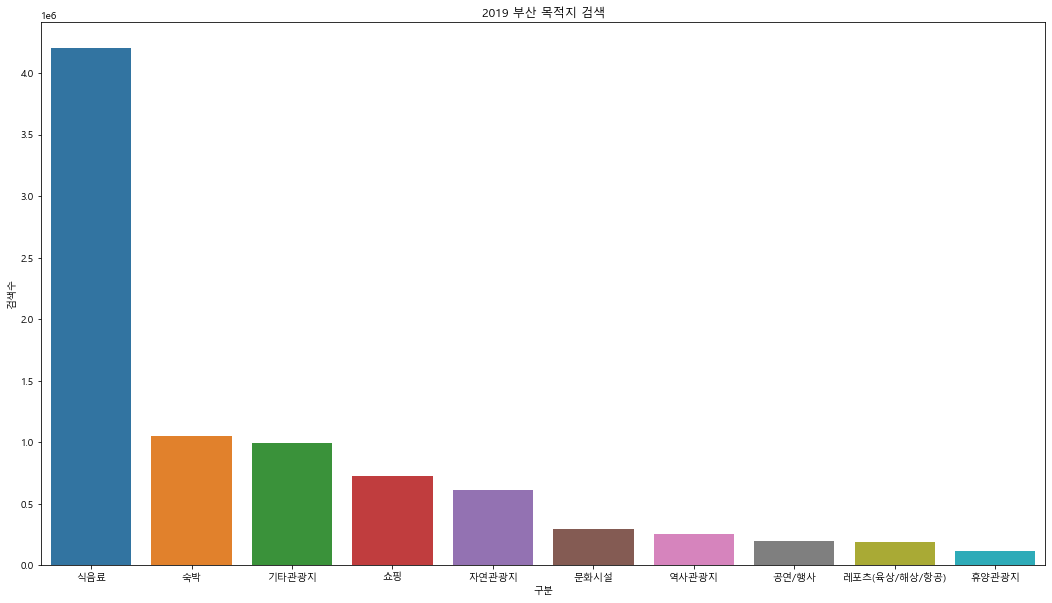 2019 부산 목적지 검색
1e6
4.0
3.5
3.0
2.5
2.0
1.5
1.0
0.5
0.0
검색수
식음료 숙박 기타관광지 쇼핑 자연관광지 문화시설 역사관광지 공연/행사 레포츠(육상/해상/항공) 휴양관광지
구분